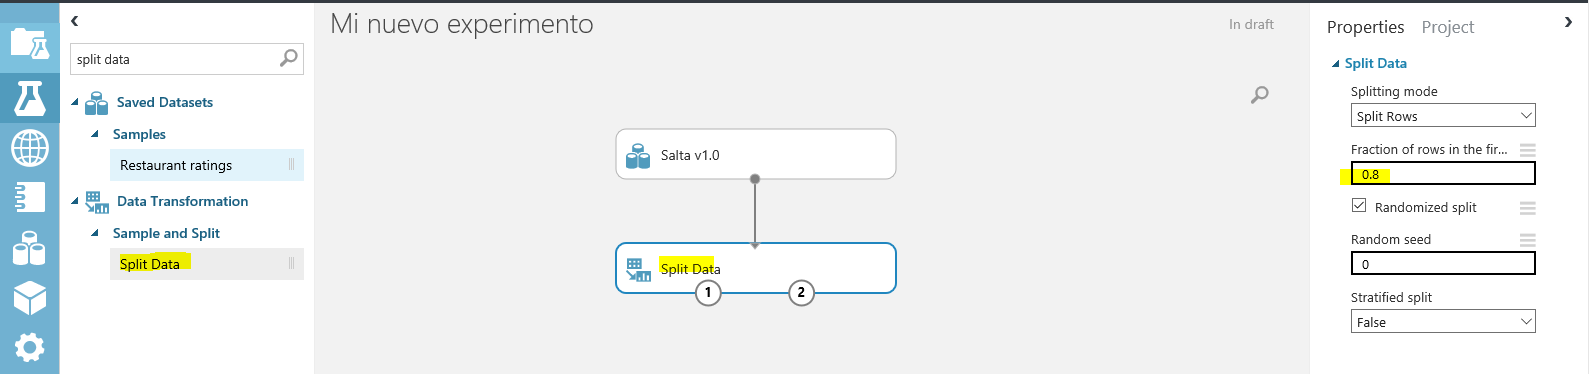 split data
Saved Datasets
Samples
Restaurant ratings
Data Transformation
Sample and Split
Split Data
Mi nuevo experimento
In draft
Salta v1.0
Split Data
1 2
Properties Project
Split Data
Splitting mode
Split Rows
Fraction of rows in the fir...
0.8
Randomized split
Random seed
0
Stratified split
False